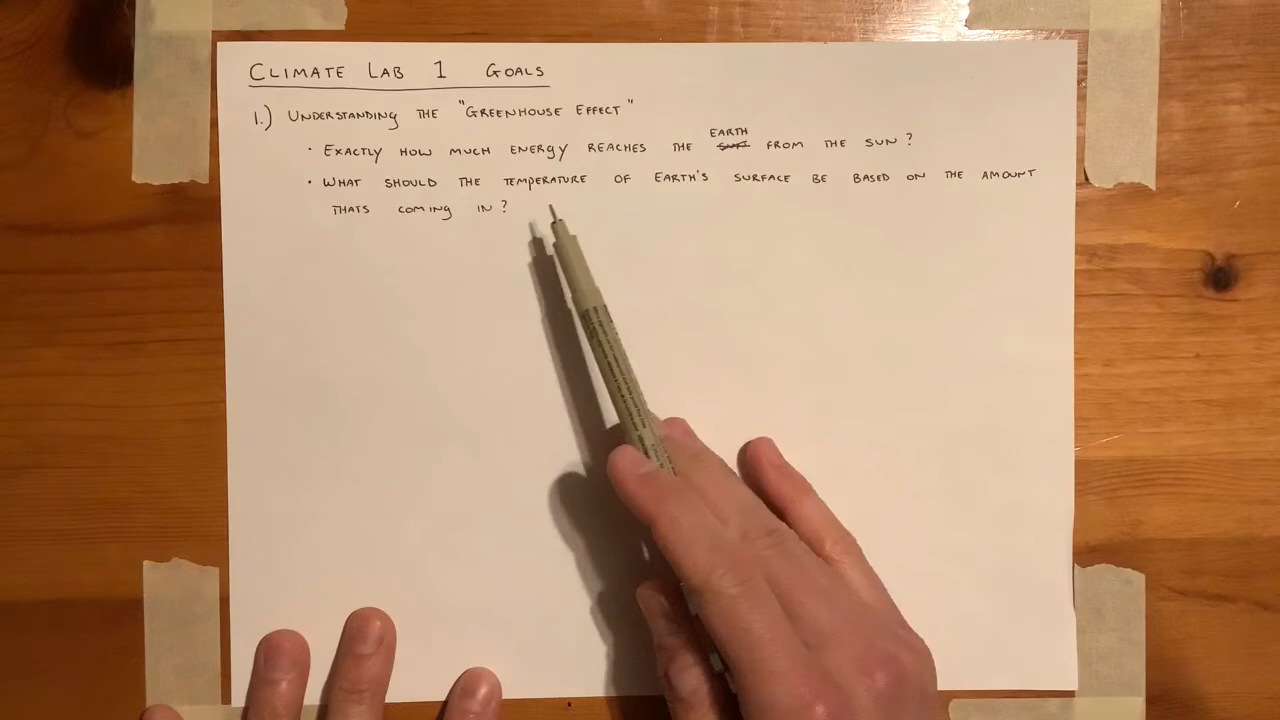 CLIMATE LAB 1 GOALS
1.) UNDERSTANDING THE "GREENHOUSE EFFECT"
EARTH
· EXACTLY HOW MUCH ENERGY REACHES THE FROM THE SUN ?
· WHAT SHOULD THE TEMPERATURE OF EARTH'S SURFACE BE BASED ON THE AMOUNT
THATS COMING IN ?